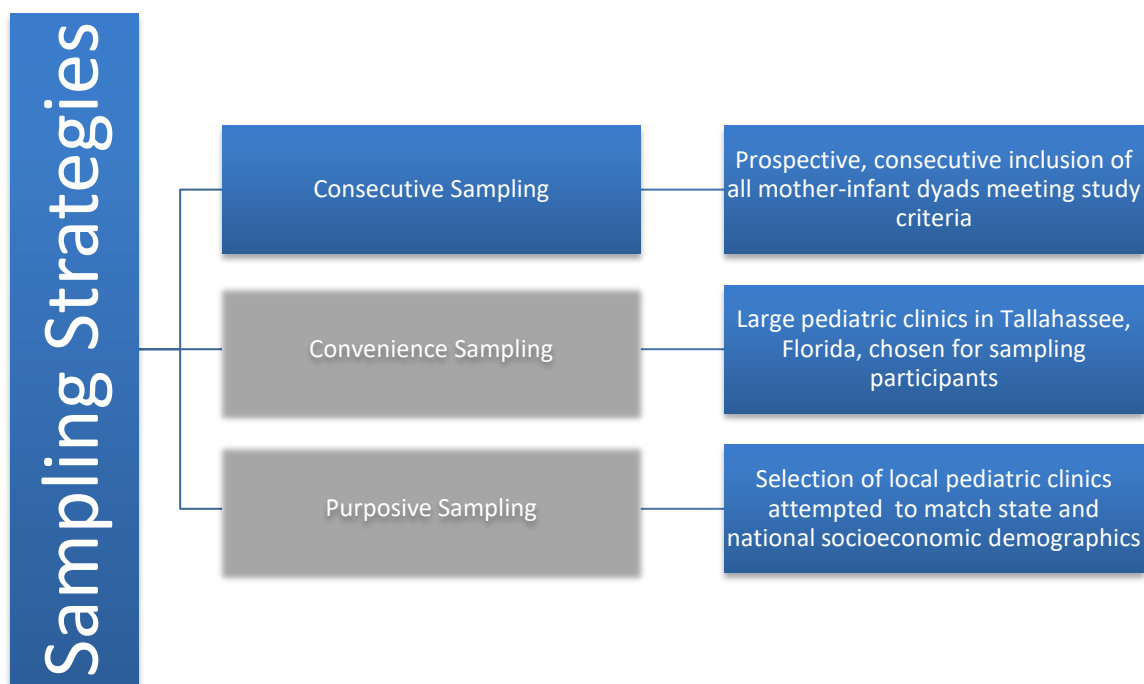 Sampling Strategies
Consecutive Sampling
Prospective, consecutive inclusion of
all mother-infant dyads meeting study
criteria
Convenience Sampling
Large pediatric clinics in Tallahassee,
Florida, chosen for sampling
participants
Purposive Sampling
Selection of local pediatric clinics
attempted  to match state and
national socioeconomic demographics